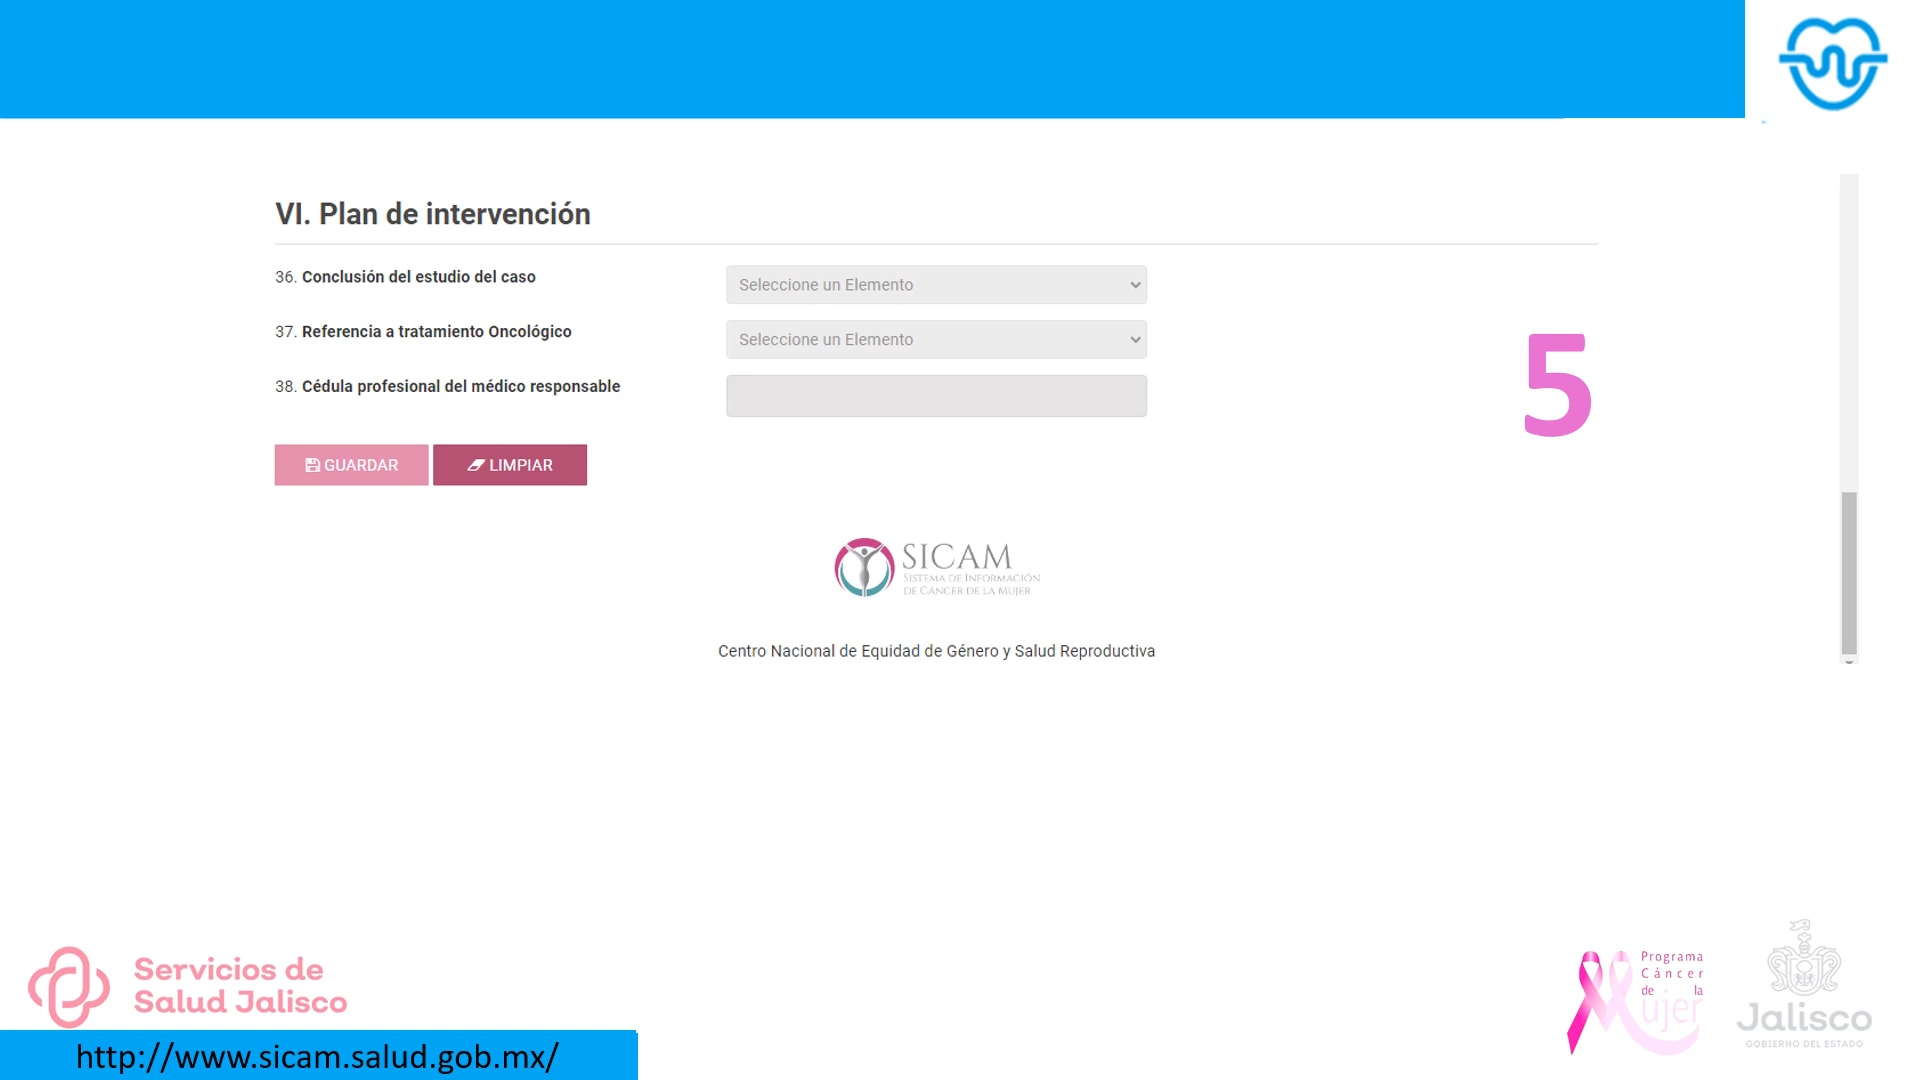 VI. Plan de intervención
36. Conclusión del estudio del caso
Seleccione un Elemento
37. Referencia a tratamiento Oncológico
Seleccione un Elemento
38. Cédula profesional del médico responsable
5
GUARDAR
LIMPIAR
SICAM
SISTEMA DE INFORMACIÓN
DE CÁNCER DE LA MUJER
Centro Nacional de Equidad de Género y Salud Reproductiva
Servicios de
Salud Jalisco
http://www.sicam.salud.gob.mx/
Programa
Cáncer
de la
Mujer
Jalisco
GOBIERNO DEL ESTADO